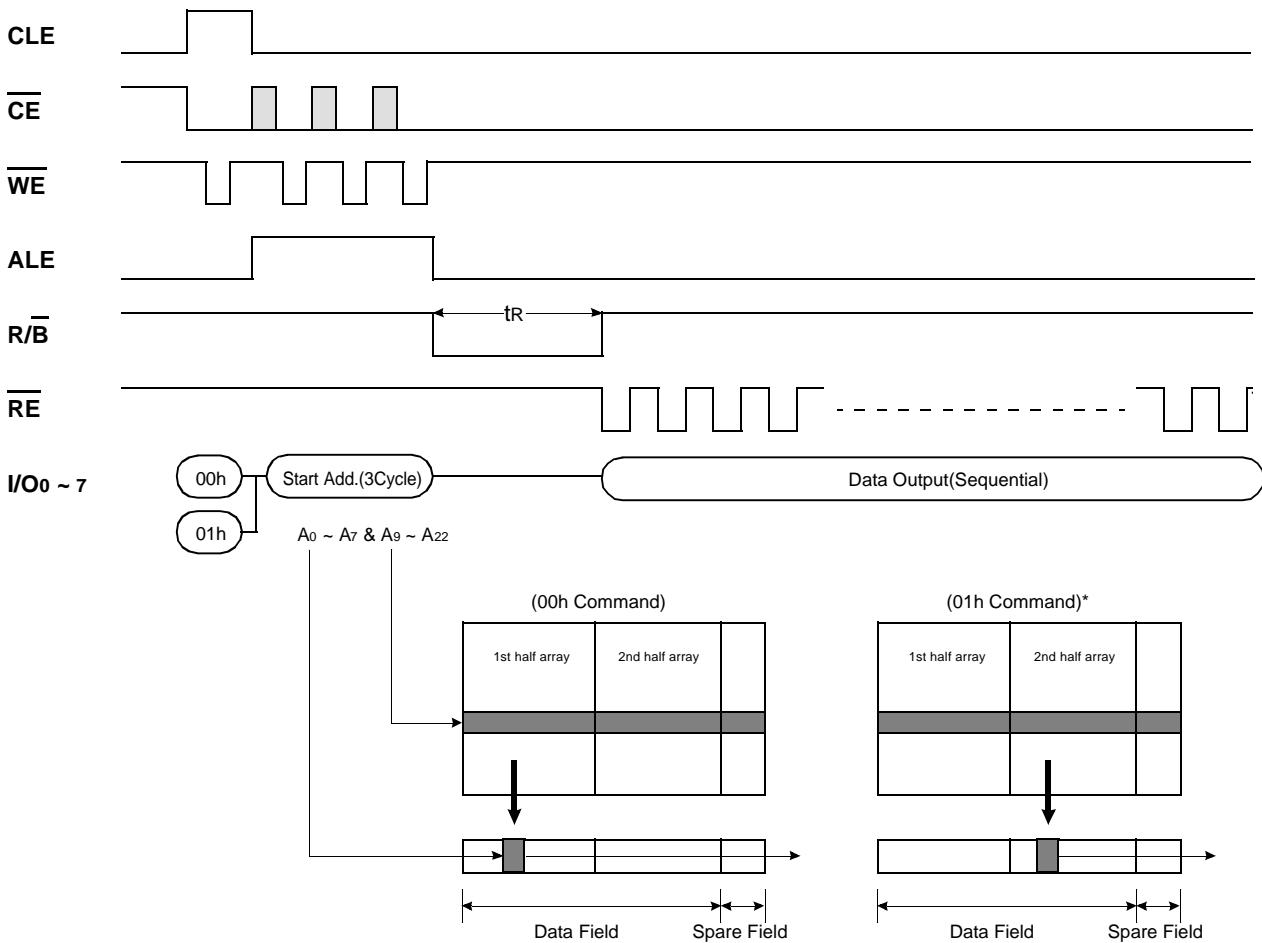 CLE
CE
WE
ALE
R/B
tR
RE
I/O0 ~ 7
00h
Start Add.(3Cycle)
Data Output(Sequential)
01h
A0 ~ A7 & A9 ~ A22
(00h Command)
(01h Command)*
1st half array
2nd half array
1st half array
2nd half array
Data Field
Spare Field
Data Field
Spare Field